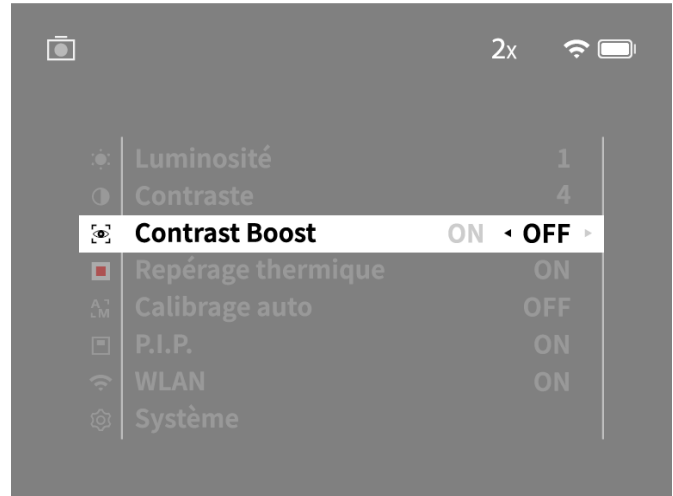 2x
Luminosité 1
Contraste 4
Contrast Boost ON OFF
Repérage thermique ON
Calibrage auto OFF
P.I.P. ON
WLAN ON
Système